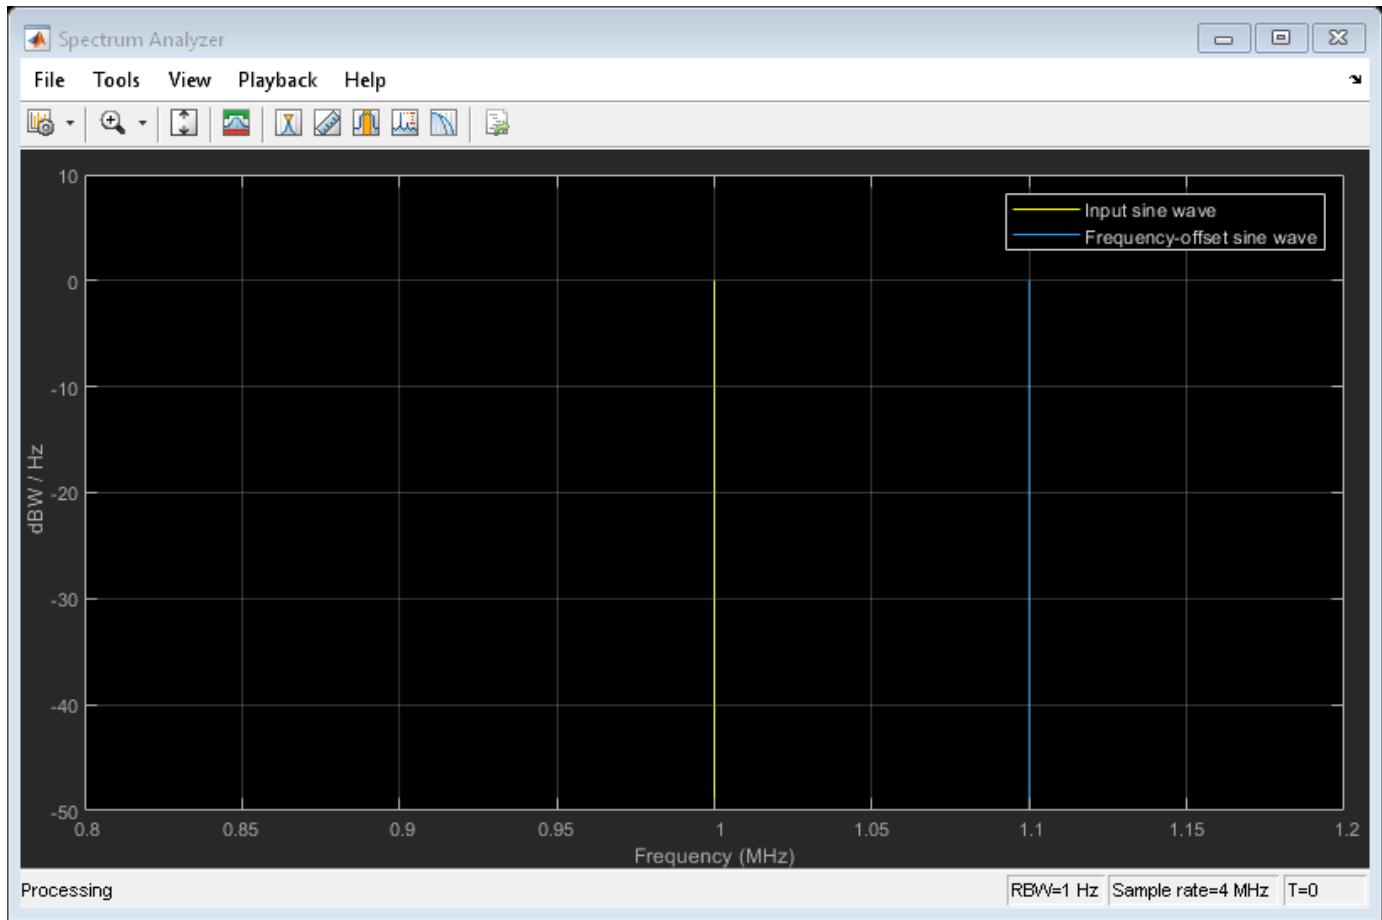 Spectrum Analyzer
File Tools View Playback Help
Input sine wave
Frequency-offset sine wave
10
0
-10
-20
-30
-40
-50
dBW / Hz
0.8 0.85 0.9 0.95 1 1.05 1.1 1.15 1.2
Frequency (MHz)
Processing RBW=1 Hz Sample rate=4 MHz T=0